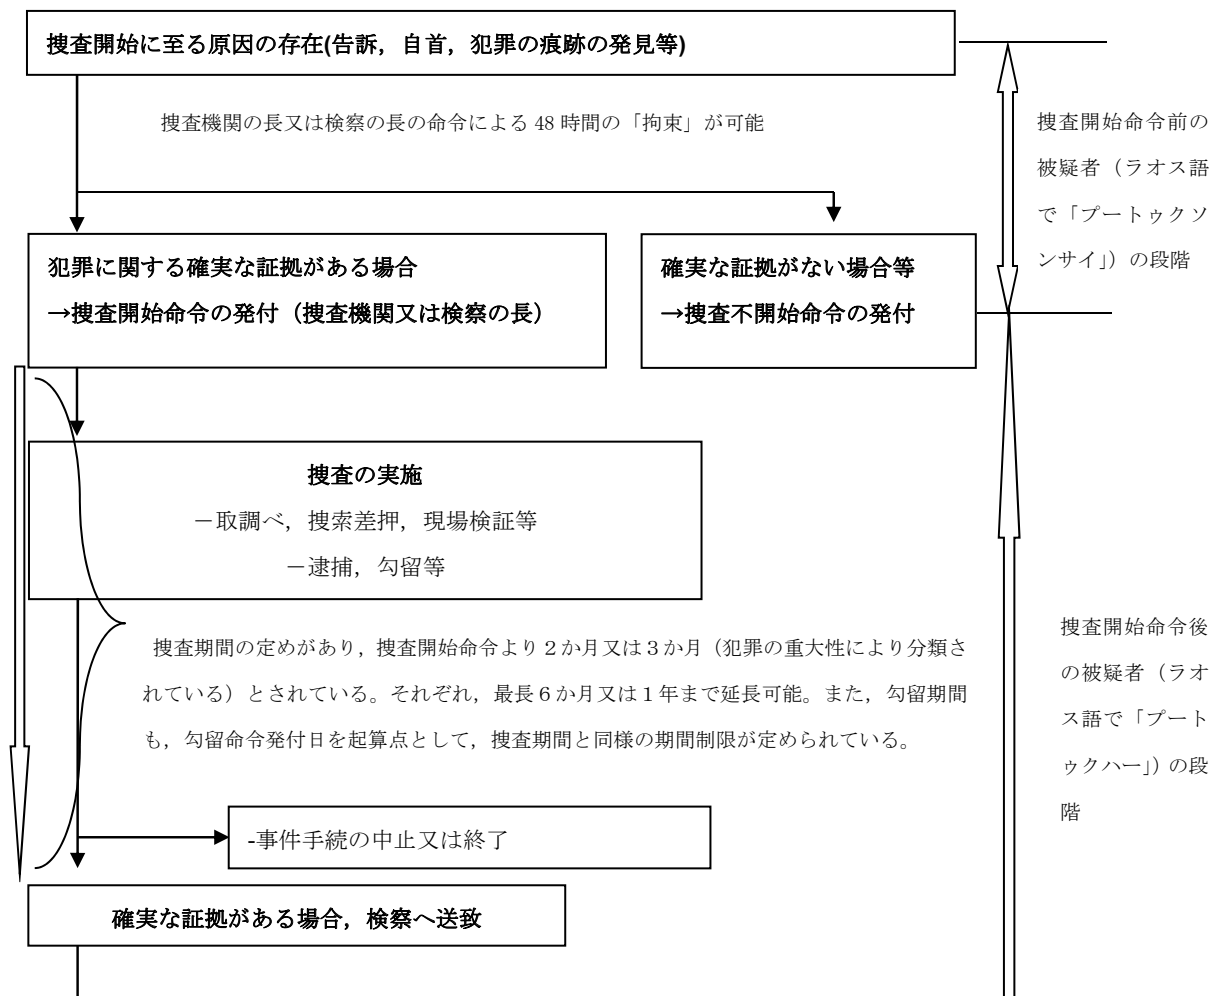 捜査開始に至る原因の存在(告訴，自首，犯罪の痕跡の発見等)
捜査機関の長又は検察の長の命令による 48 時間の「拘束」が可能
捜査開始命令前の
被疑者（ラオス語
で「プートゥクソ
ンサイ」）の段階
犯罪に関する確実な証拠がある場合
→捜査開始命令の発付（捜査機関又は検察の長）
確実な証拠がない場合等
→捜査不開始命令の発付
捜査の実施
－取調べ，捜索差押，現場検証等
－逮捕，勾留等
捜査期間の定めがあり，捜査開始命令より２か月又は３か月（犯罪の重大性により分類さ
れている）とされている。それぞれ，最長６か月又は１年まで延長可能。また，勾留期間
も，勾留命令発付日を起算点として，捜査期間と同様の期間制限が定められている。
捜査開始命令後
の被疑者（ラオ
ス語で「プート
ゥクハー」）の段
階
-事件手続の中止又は終了
確実な証拠がある場合，検察へ送致